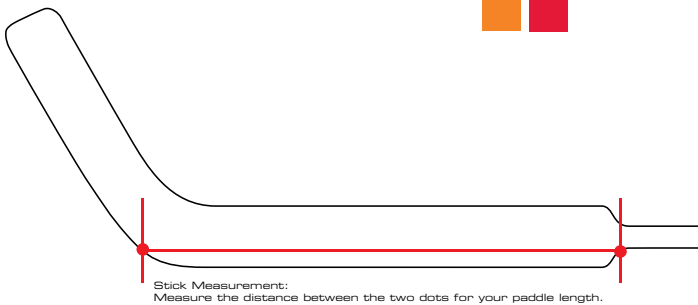 Stick Measurement:
Measure the distance between the two dots for your paddle length.